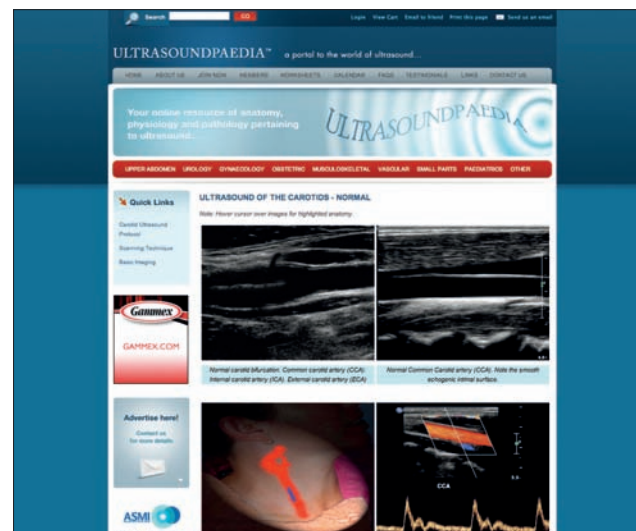 Search GO Login View Cart Email to friend Print this page Send us an email
ULTRASOUNDPAEDIA™ a portal to the world of ultrasound...
HOME ABOUT US JOIN NOW MEMBERS WORKSHEETS CALENDAR FAQS TESTIMONIALS LINKS CONTACT US
Your online resource of anatomy,
physiology and pathology pertaining
to ultrasound...
ULTRASOUNDPAEDIA
UPPER ABDOMEN UROLOGY GYNAECOLOGY OBSTETRIC MUSCULOSKELETAL VASCULAR SMALL PARTS PAEDIATRICS OTHER
Quick Links
Carotid Ultrasound
Protocol
Scanning Technique
Basic Imaging
ULTRASOUND OF THE CAROTIDS - NORMAL
Note: Hover cursor over images for highlighted anatomy.
Normal carotid bifurcation. Common carotid artery (CCA).
Internal carotid artery (ICA). External carotid artery (ECA)
Normal Common Carotid artery (CCA). Note the smooth
echogenic intimal surface.
Gammex
GAMMEX.COM
Advertise here!
Contact us
for more details
ASMI
CCA